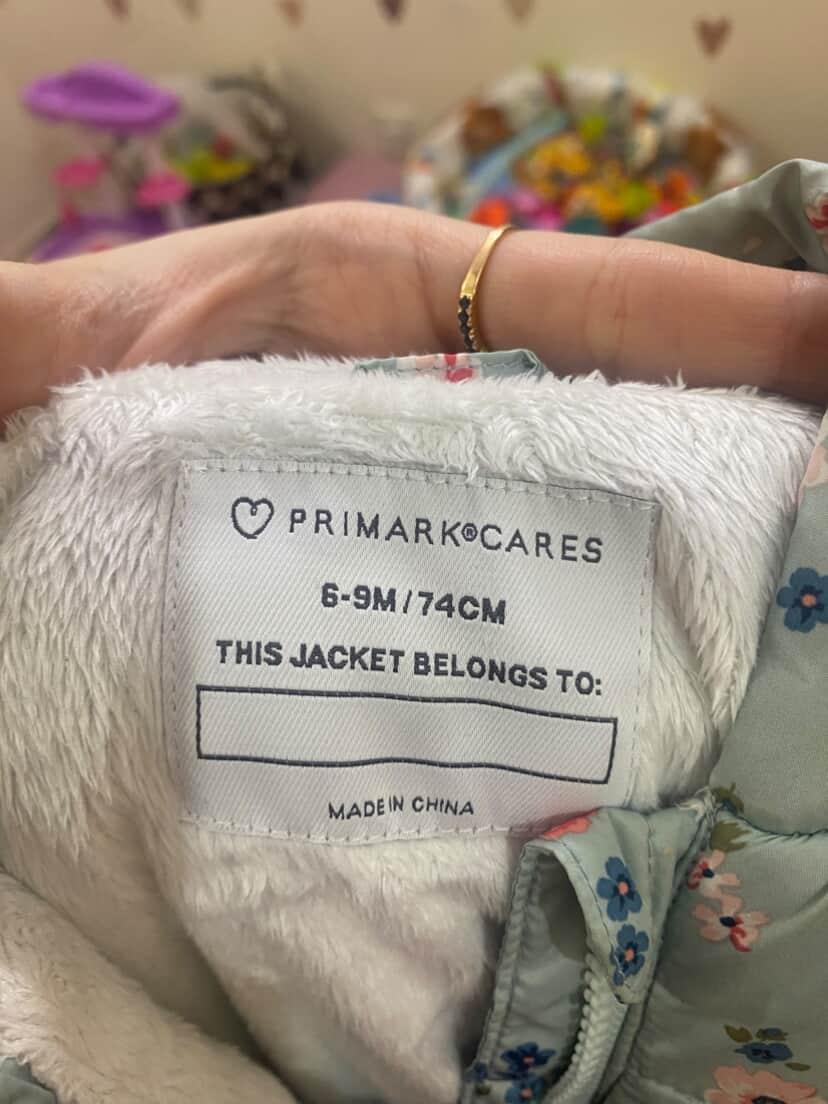 PRIMARK®CARES
6-9M/74CM
THIS JACKET BELONGS TO:
MADE IN CHINA